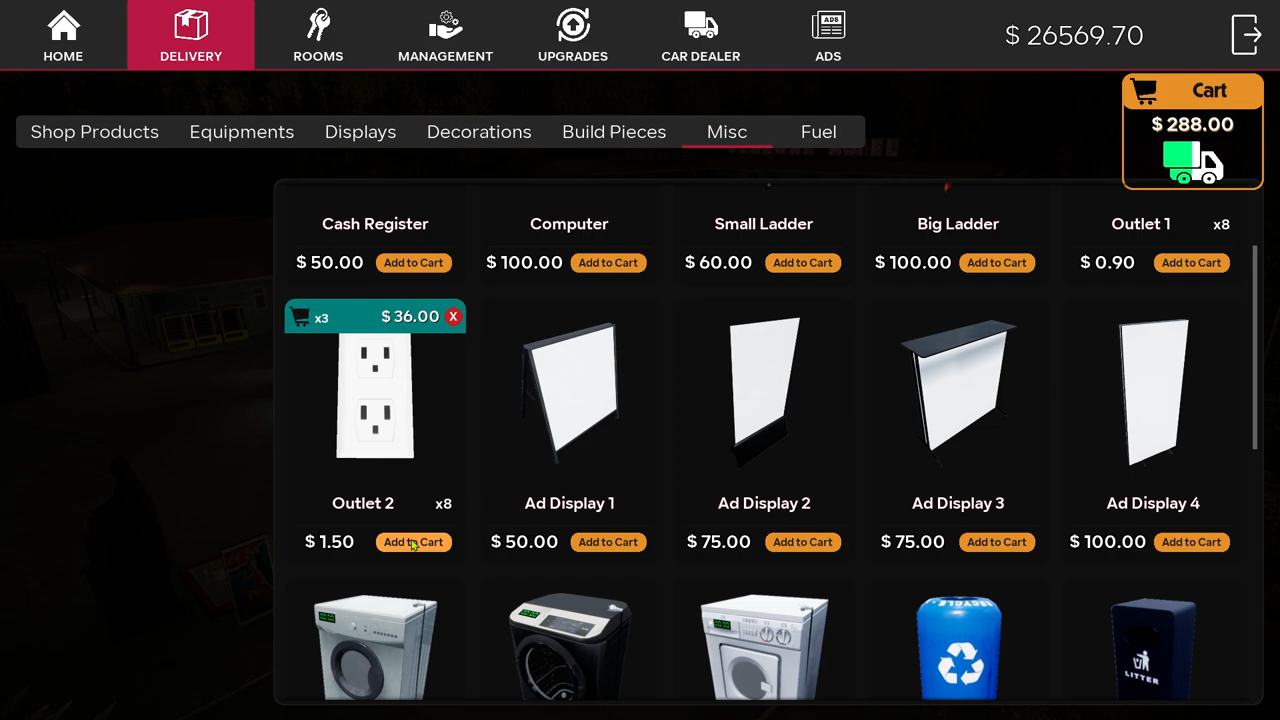 HOME
DELIVERY
ROOMS
MANAGEMENT
UPGRADES
CAR DEALER
ADS
ADS
$ 26569.70
Cart
$ 288.00
Shop Products
Equipments
Displays
Decorations
Build Pieces
Misc
Fuel
Cash Register
Computer
Small Ladder
Big Ladder
Outlet 1 x8
$ 50.00 Add to Cart
$ 100.00 Add to Cart
$ 60.00 Add to Cart
$ 100.00 Add to Cart
$ 0.90 Add to Cart
x3 $ 36.00 X
Outlet 2 x8
Ad Display 1
Ad Display 2
Ad Display 3
Ad Display 4
$ 1.50 Add to Cart
$ 50.00 Add to Cart
$ 75.00 Add to Cart
$ 75.00 Add to Cart
$ 100.00 Add to Cart
LITTER